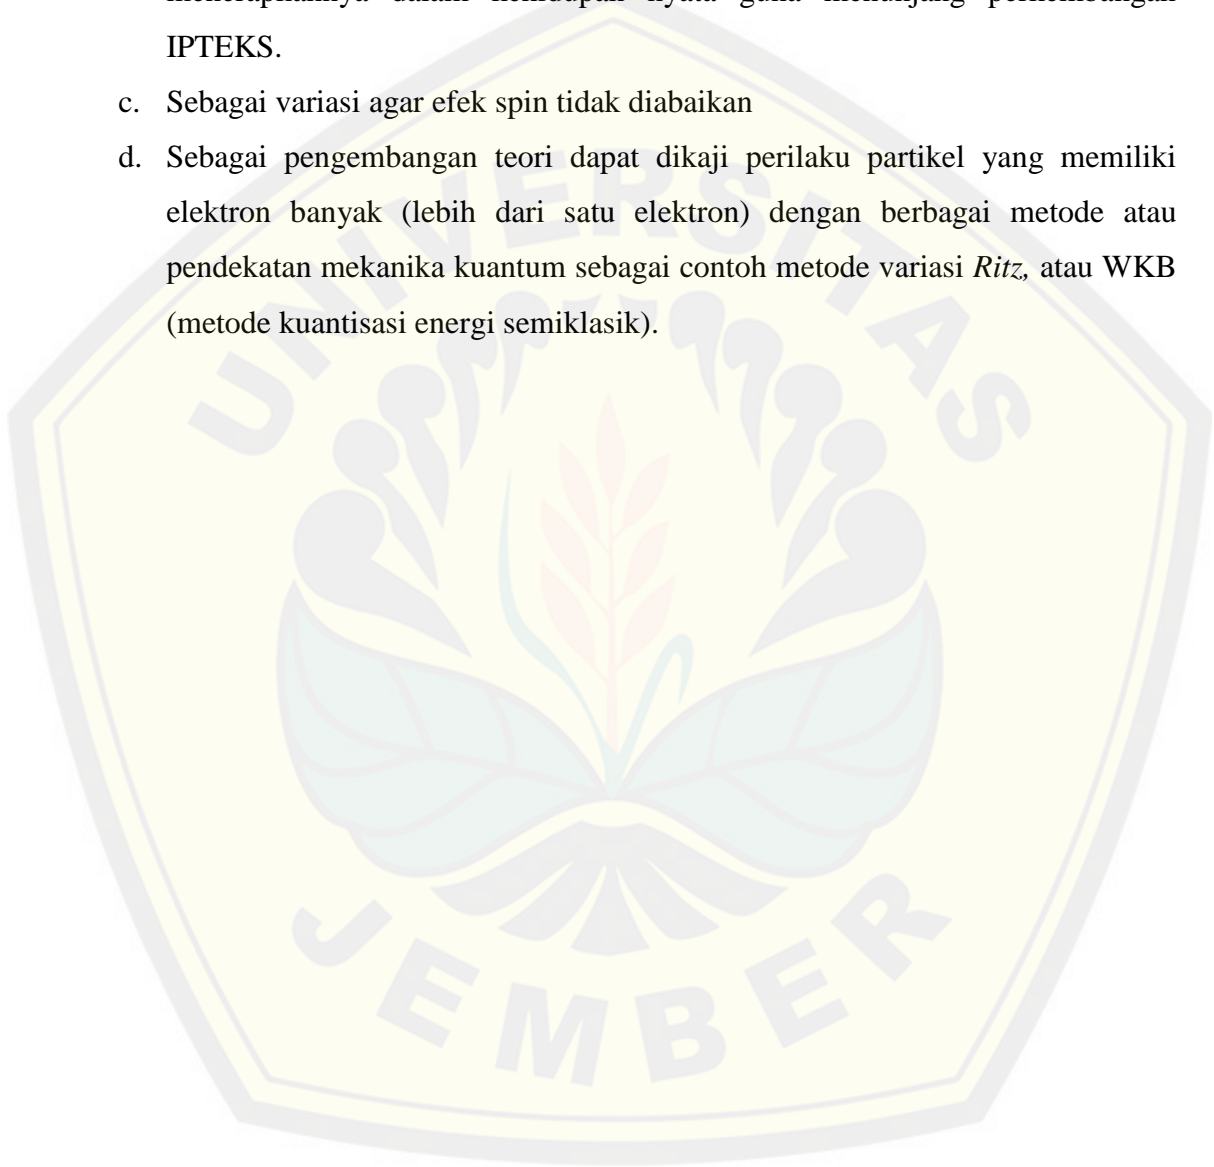 IPTEKS.
c. Sebagai variasi agar efek spin tidak diabaikan
d. Sebagai pengembangan teori dapat dikaji perilaku partikel yang memiliki
elektron banyak (lebih dari satu elektron) dengan berbagai metode atau
pendekatan mekanika kuantum sebagai contoh metode variasi Ritz, atau WKB
(metode kuantisasi energi semiklasik).
UNIVERSITAS
JEMBER